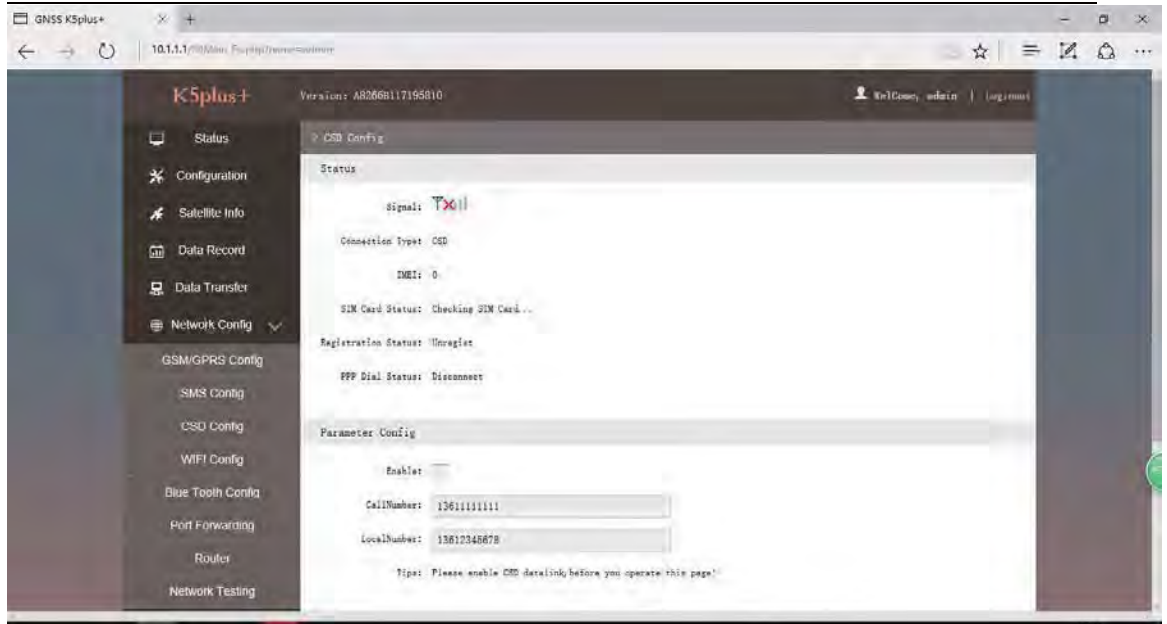 GNSS K5plus+
10.1.1.1/
K5plus+
Version: A82668117195810
Welcome, admin | loginout
Status
Configuration
Satellite Info
Data Record
Data Transfer
Network Config
GSM/GPRS Config
SMS Config
CSD Config
WIFI Config
Blue Tooth Config
Port Forwarding
Router
Network Testing
> CSD Config
Status
Signal:
Connection Type: CSD
IMEI: 0
SIM Card Status: Checking SIM Card...
Registration Status: Unregist
PPP Dial Status: Disconnect
Parameter Config
Enable:
CallNumber: 13611111111
LocalNumber: 13612345678
Tips: Please enable CSD datalink,before you operate this page!